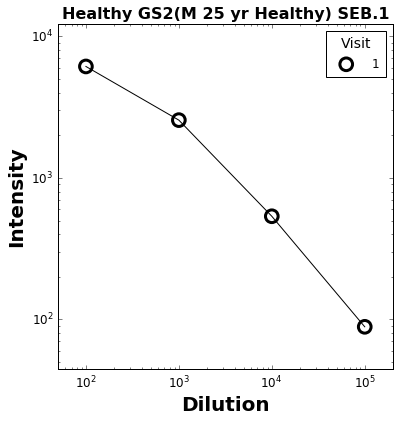 Healthy GS2(M 25 yr Healthy) SEB.1
Visit
1
Intensity
10⁴
10³
10²
10² 10³ 10⁴ 10⁵
Dilution